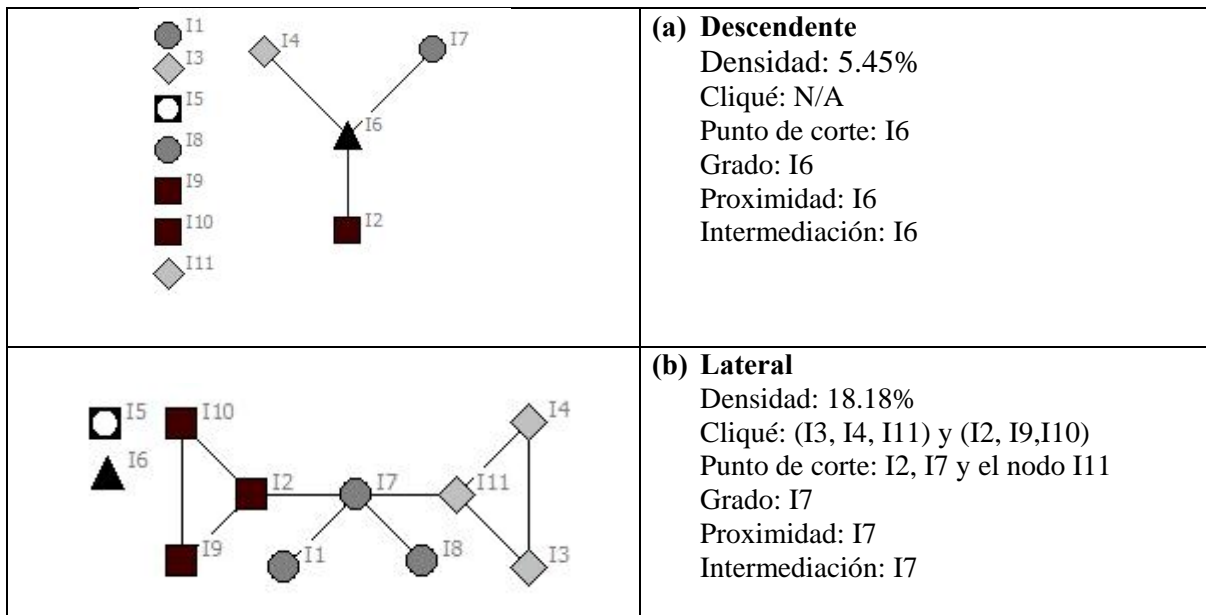 I1
I3
I5
I8
I9
I10
I11
I4
I7
I6
I2
(a) Descendente
Densidad: 5.45%
Cliqué: N/A
Punto de corte: I6
Grado: I6
Proximidad: I6
Intermediación: I6
I5
I6
I10
I2
I9
I7
I1
I8
I11
I4
I3
(b) Lateral
Densidad: 18.18%
Cliqué: (I3, I4, I11) y (I2, I9,I10)
Punto de corte: I2, I7 y el nodo I11
Grado: I7
Proximidad: I7
Intermediación: I7